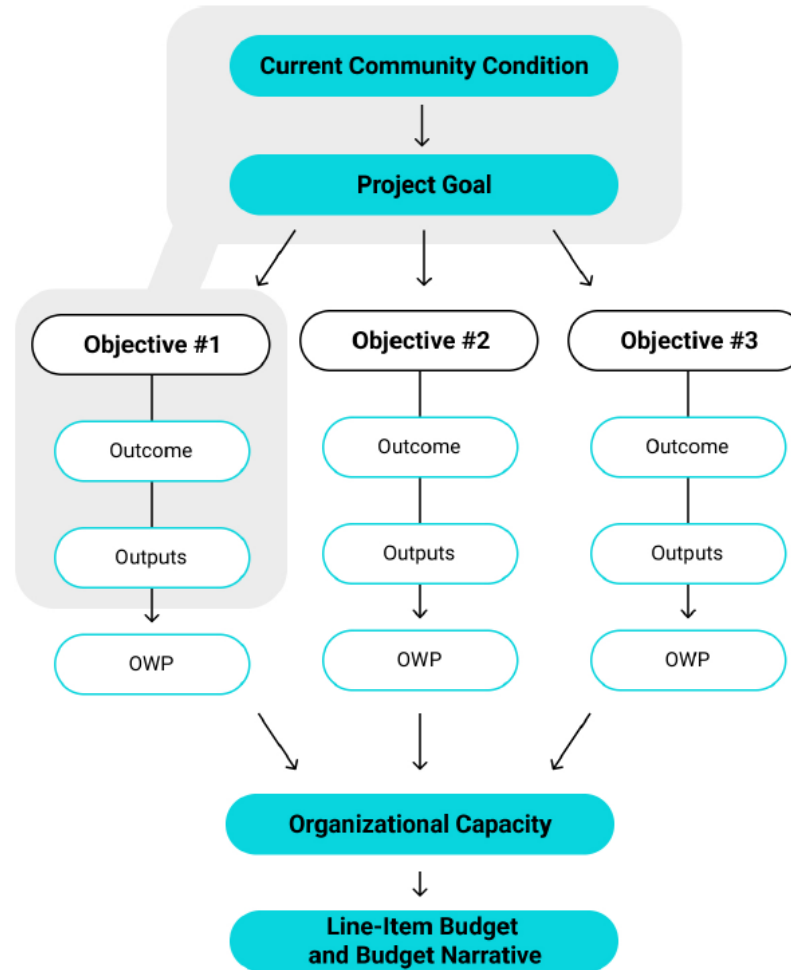 Current Community Condition
Project Goal
Objective #1
Objective #2
Objective #3
Outcome
Outcome
Outcome
Outputs
Outputs
Outputs
OWP
OWP
OWP
Organizational Capacity
Line-Item Budget
and Budget Narrative